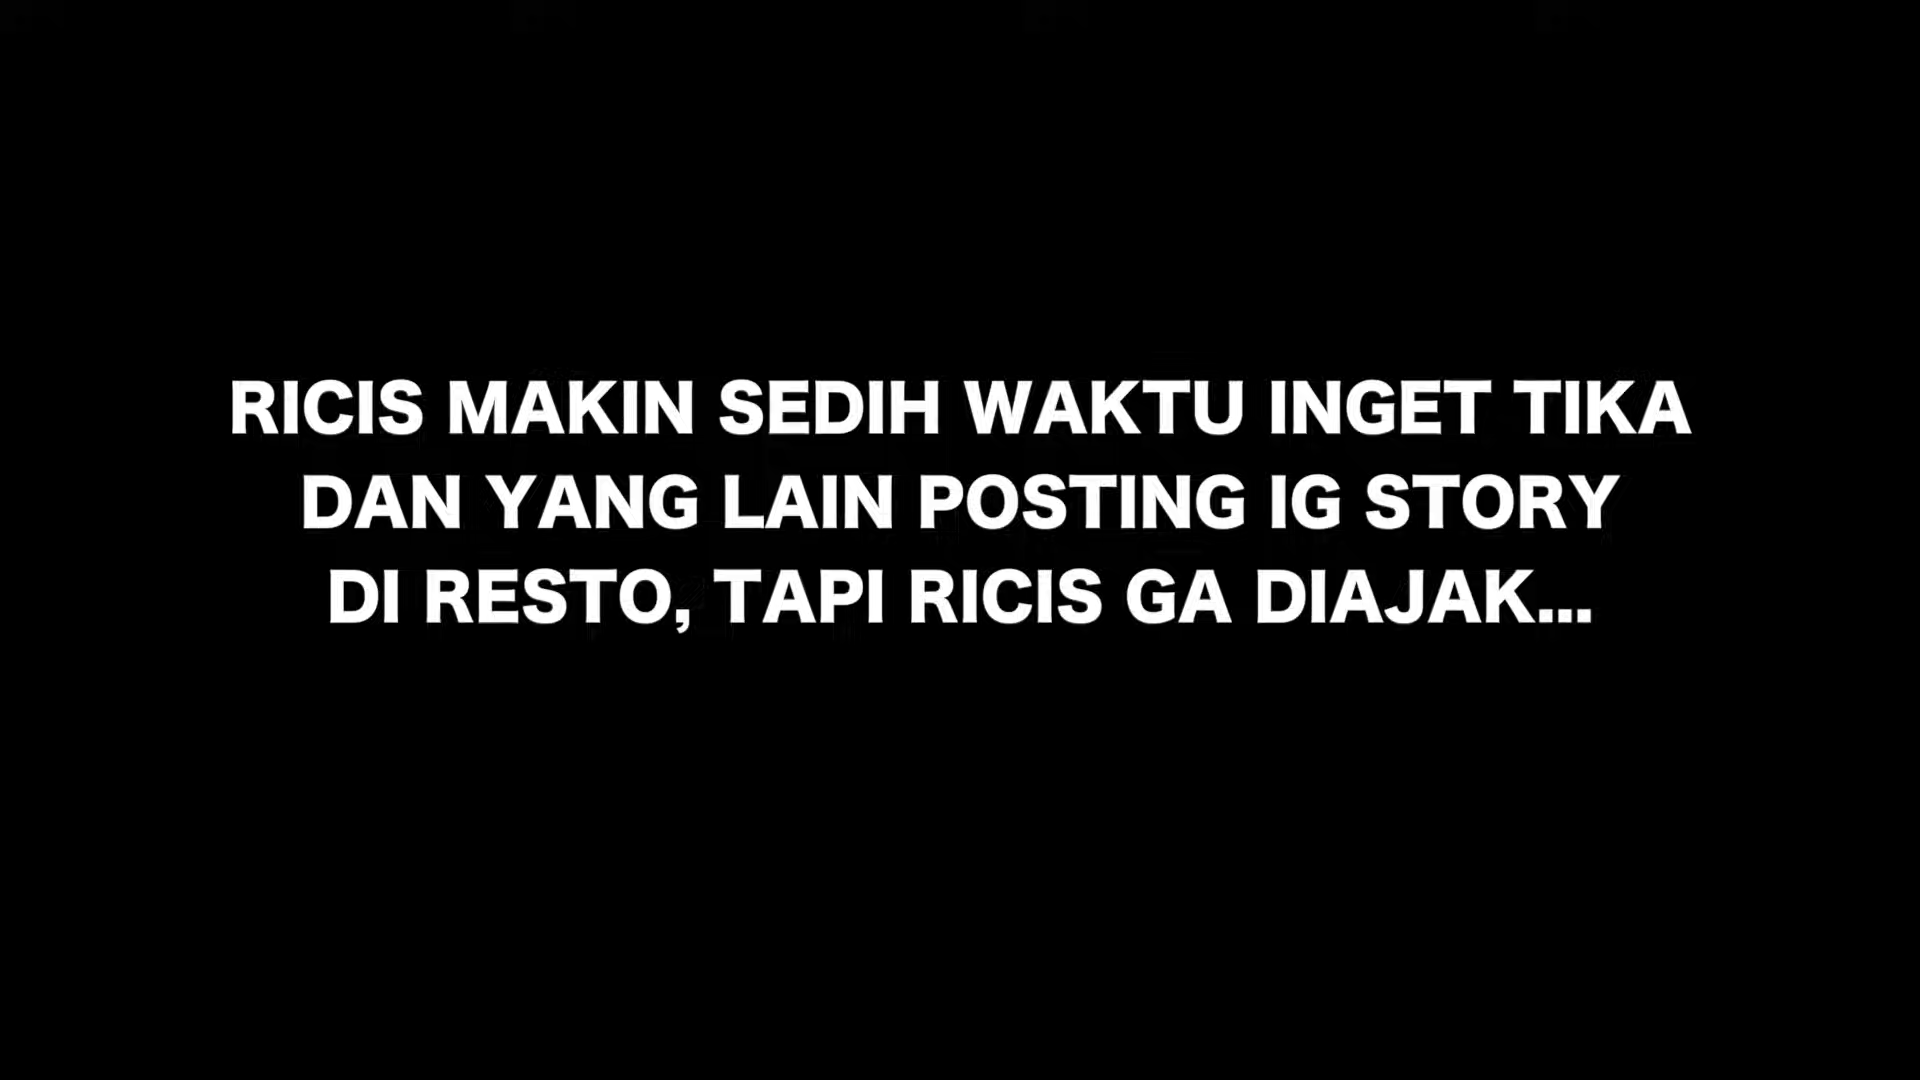 RICIS MAKIN SEDIH WAKTU INGET TIKA
DAN YANG LAIN POSTING IG STORY
DI RESTO, TAPI RICIS GA DIAJAK...